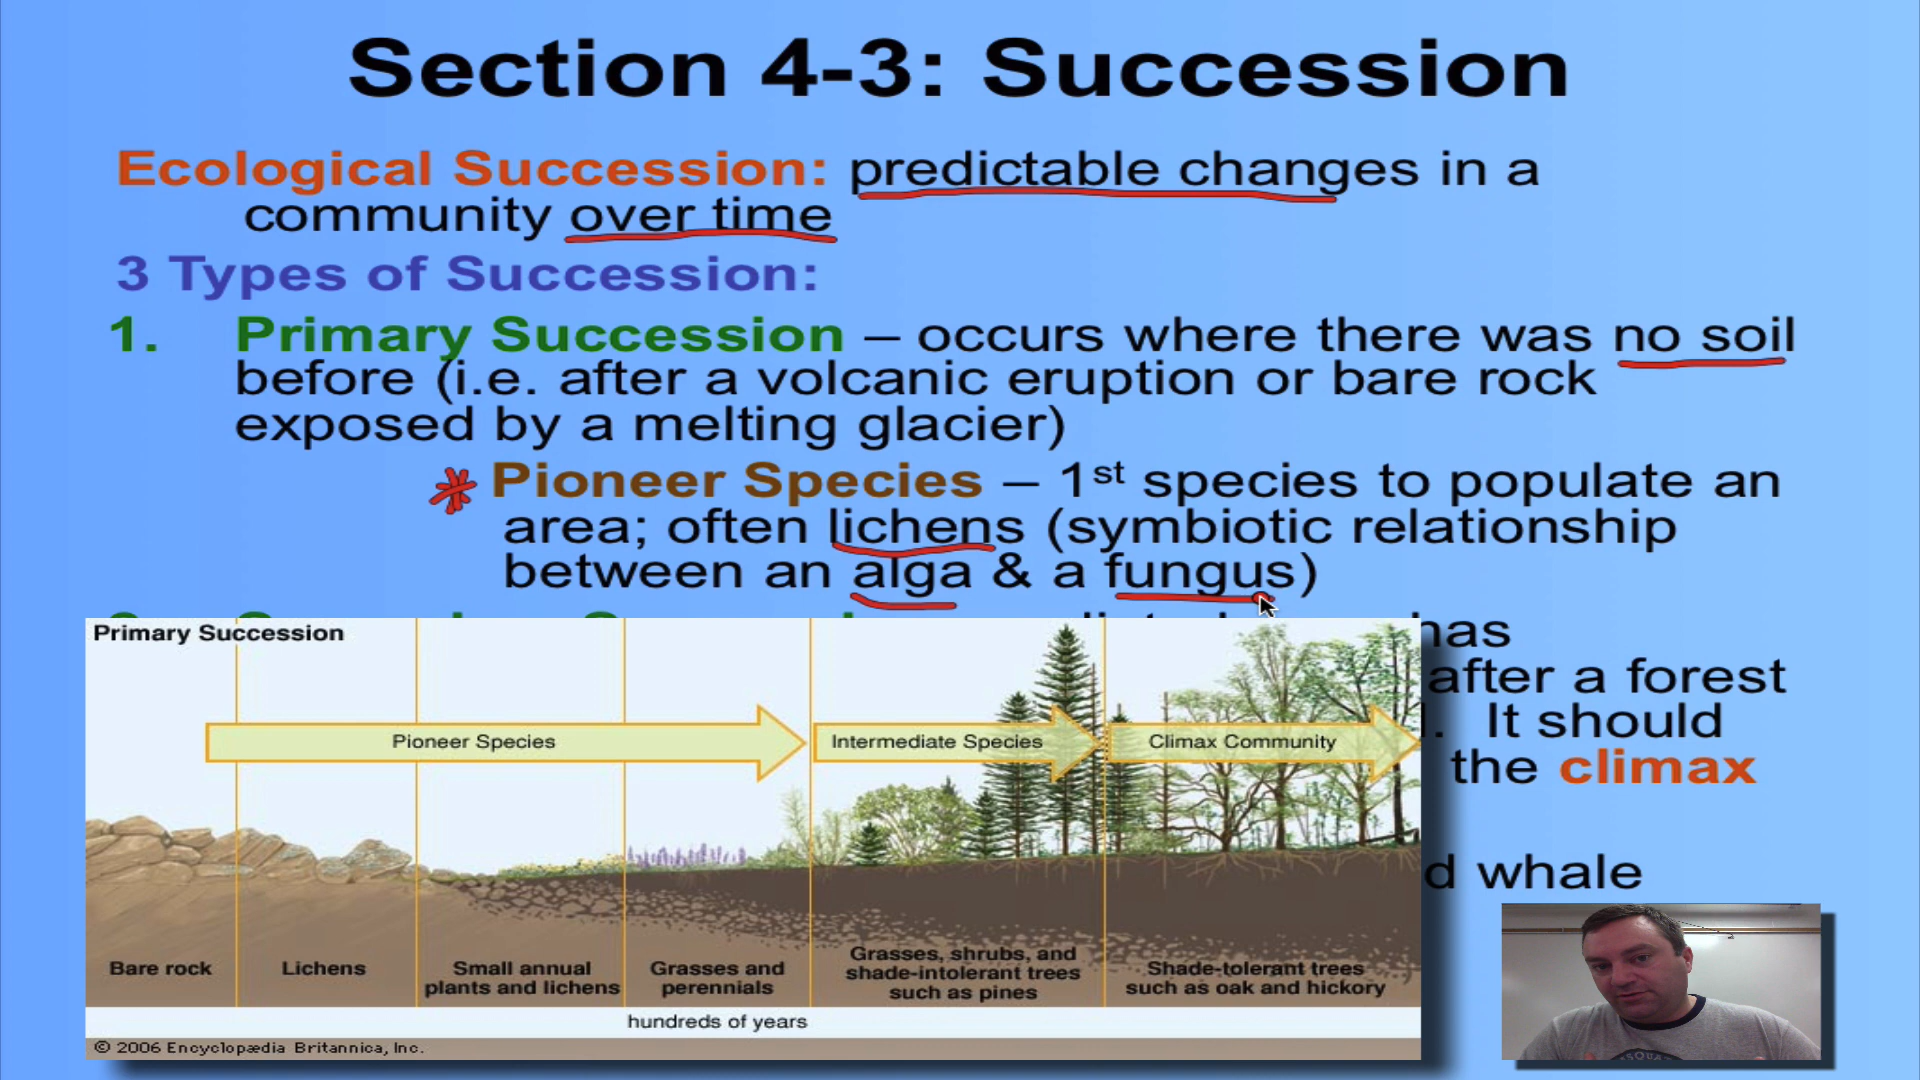 Section 4-3: Succession
Ecological Succession: predictable changes in a
community over time
3 Types of Succession:
1. Primary Succession – occurs where there was no soil
before (i.e. after a volcanic eruption or bare rock
exposed by a melting glacier)
* Pioneer Species – 1st species to populate an
area; often lichens (symbiotic relationship
between an alga & a fungus)
has
after a forest
. It should
the climax
d whale
Primary Succession
Pioneer Species
Intermediate Species
Climax Community
Bare rock
Lichens
Small annual
plants and lichens
Grasses and
perennials
Grasses, shrubs, and
shade-intolerant trees
such as pines
Shade-tolerant trees
such as oak and hickory
hundreds of years
© 2006 Encyclopædia Britannica, Inc.